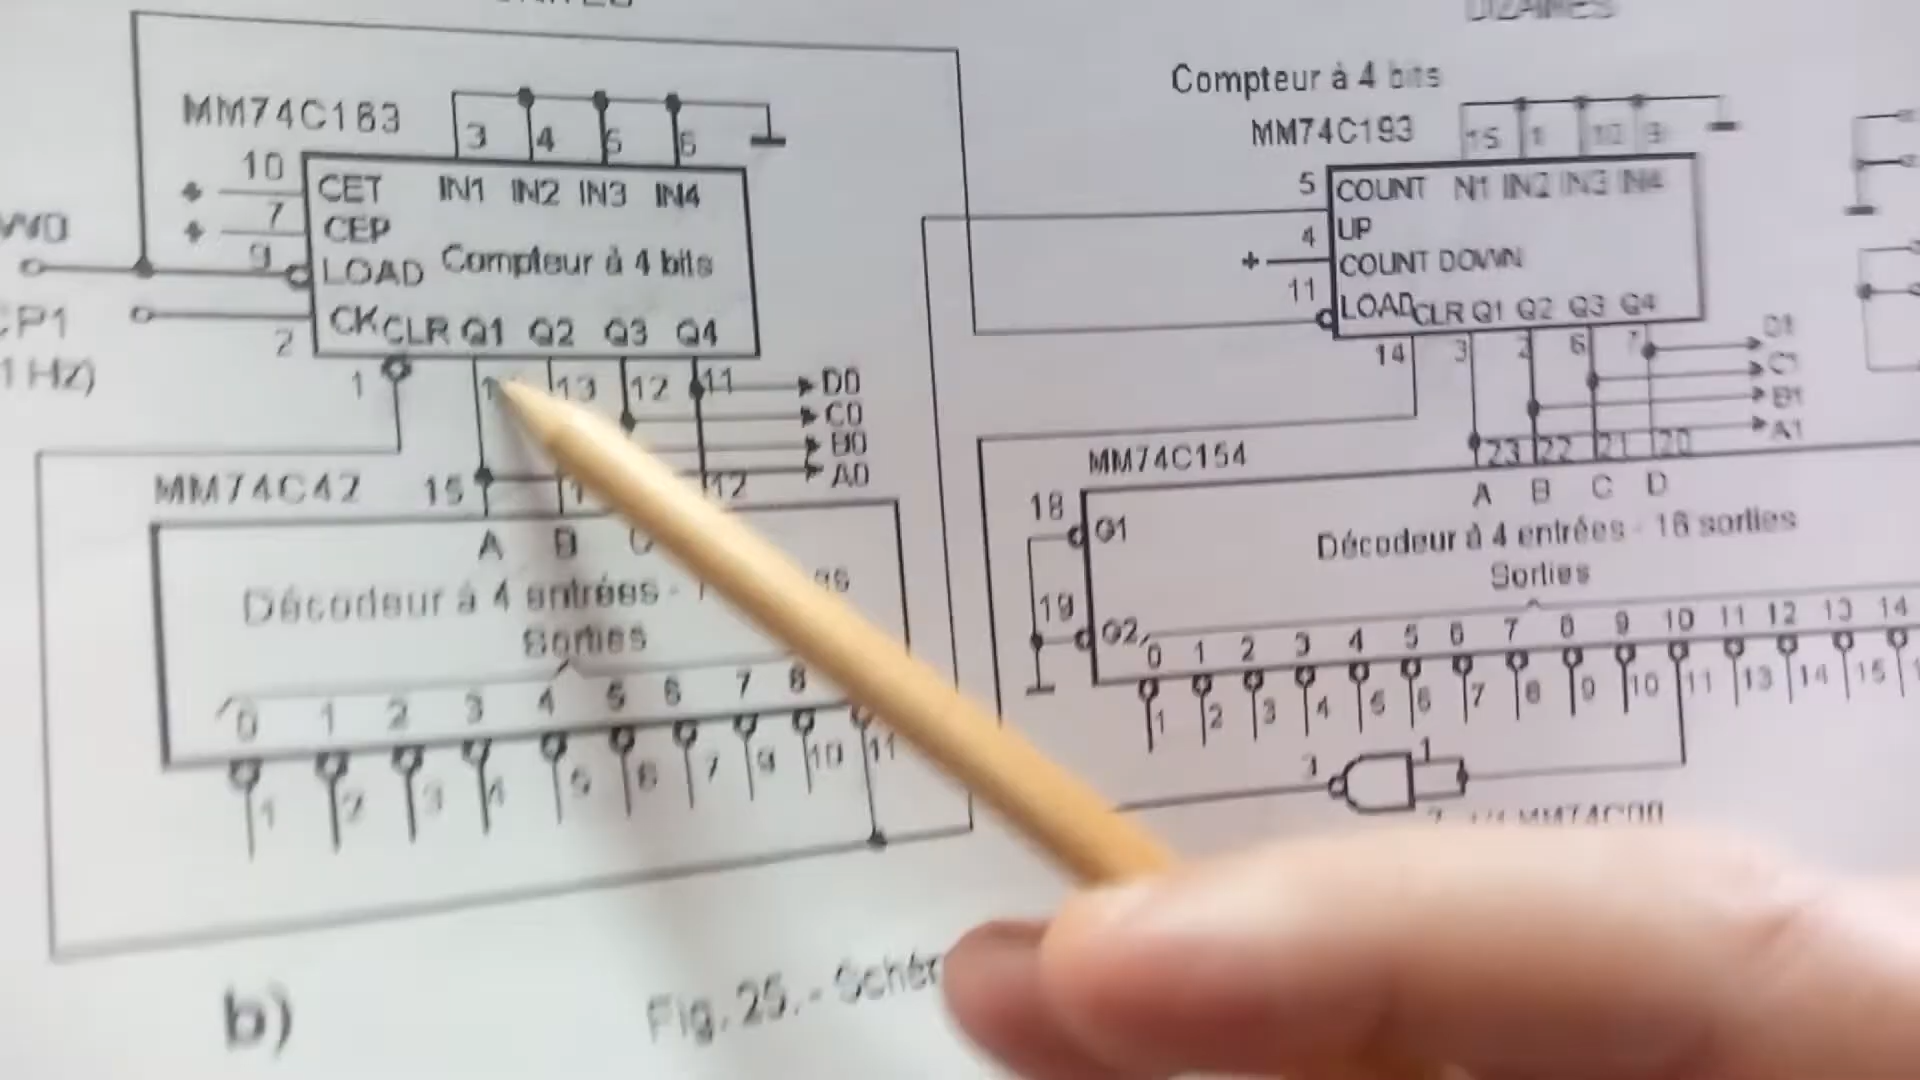 MM74C163
3 4 5 6
10 CET IN1 IN2 IN3 IN4
7 CEP
9 LOAD Compteur à 4 bits
CP1
2 CK CLR Q1 Q2 Q3 Q4
1 Hz)
1 13 12 11
D0
C0
B0
A0
MM74C42 15 12
A B
Décodeur à 4 entrées -
Sorties
0 1 2 3 4 5 6 7 8
1 2 3 4 5 6 7 9 10 11
Compteur à 4 bits
MM74C193
15 1 10 9
5 COUNT IN1 IN2 IN3 IN4
4 UP
COUNT DOWN
11 LOAD CLR Q1 Q2 Q3 Q4
14 3 2 6 7
D1
C1
B1
A1
MM74C154 23 22 21 20
A B C D
18 G1
Décodeur à 4 entrées - 16 sorties
Sorties
19 G2
0 1 2 3 4 5 6 7 8 9 10 11 12 13 14
1 2 3 4 5 6 7 8 9 10 11 13 14 15
3 1
2 1/4 MM74C00
b)
Fig. 25.-